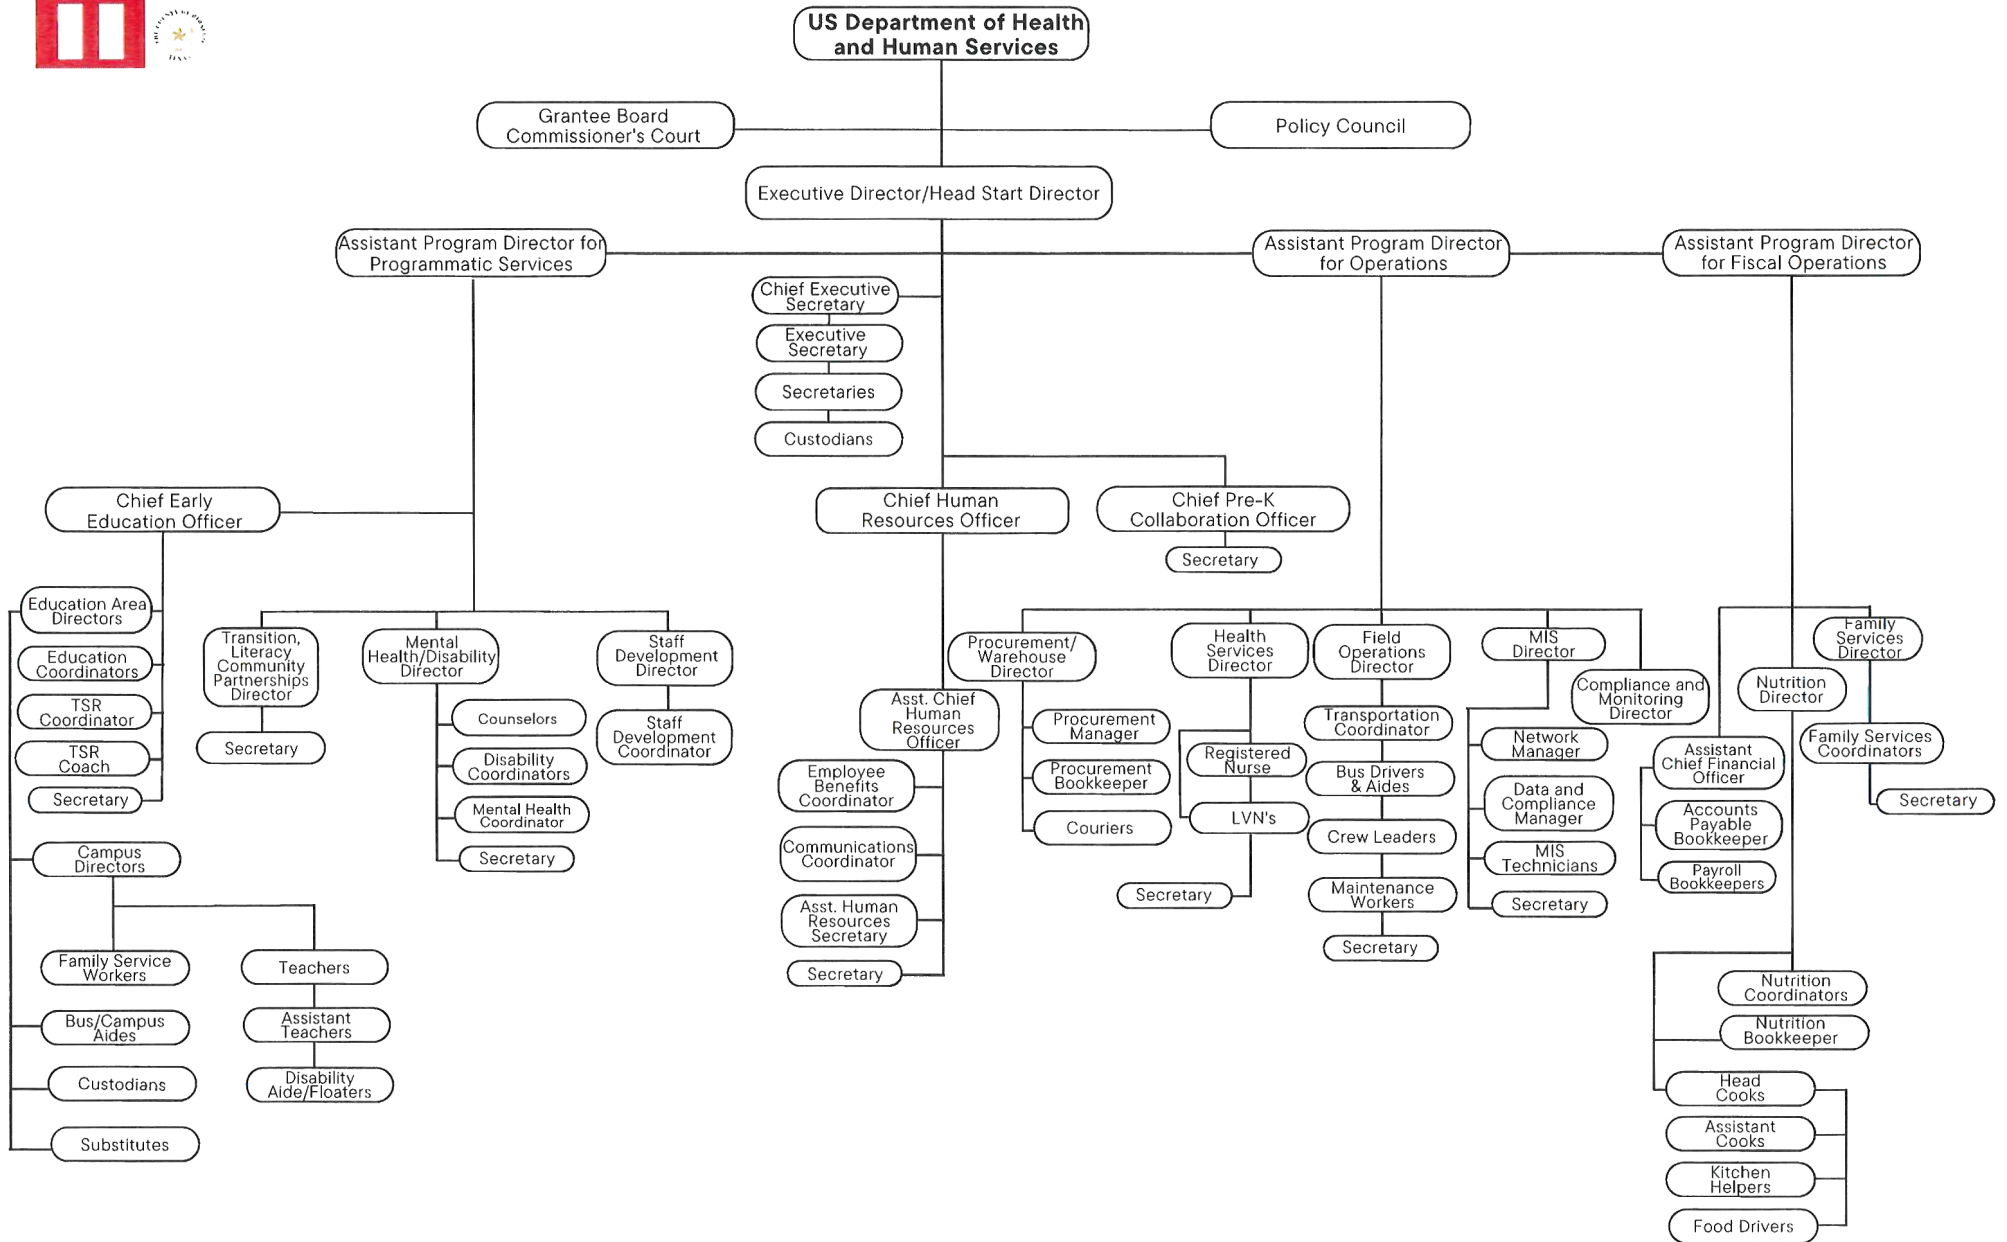 US Department of Health
and Human Services
Grantee Board
Commissioner's Court
Policy Council
Executive Director/Head Start Director
Assistant Program Director for
Programmatic Services
Assistant Program Director
for Operations
Assistant Program Director
for Fiscal Operations
Chief Executive
Secretary
Executive
Secretary
Secretaries
Custodians
Chief Early
Education Officer
Chief Human
Resources Officer
Chief Pre-K
Collaboration Officer
Secretary
Education Area
Directors
Education
Coordinators
TSR
Coordinator
TSR
Coach
Secretary
Transition,
Literacy
Community
Partnerships
Director
Secretary
Mental
Health/Disability
Director
Counselors
Disability
Coordinators
Mental Health
Coordinator
Secretary
Staff
Development
Director
Staff
Development
Coordinator
Campus
Directors
Family Service
Workers
Teachers
Bus/Campus
Aides
Assistant
Teachers
Custodians
Disability
Aide/Floaters
Substitutes
Asst. Chief
Human
Resources
Officer
Employee
Benefits
Coordinator
Communications
Coordinator
Asst. Human
Resources
Secretary
Secretary
Procurement/
Warehouse
Director
Procurement
Manager
Procurement
Bookkeeper
Couriers
Health
Services
Director
Registered
Nurse
LVN's
Secretary
Field
Operations
Director
Transportation
Coordinator
Bus Drivers
& Aides
Crew Leaders
Maintenance
Workers
Secretary
MIS
Director
Network
Manager
Data and
Compliance
Manager
MIS
Technicians
Secretary
Compliance and
Monitoring
Director
Assistant
Chief Financial
Officer
Accounts
Payable
Bookkeeper
Payroll
Bookkeepers
Nutrition
Director
Family
Services
Director
Family Services
Coordinators
Secretary
Nutrition
Coordinators
Nutrition
Bookkeeper
Head
Cooks
Assistant
Cooks
Kitchen
Helpers
Food Drivers